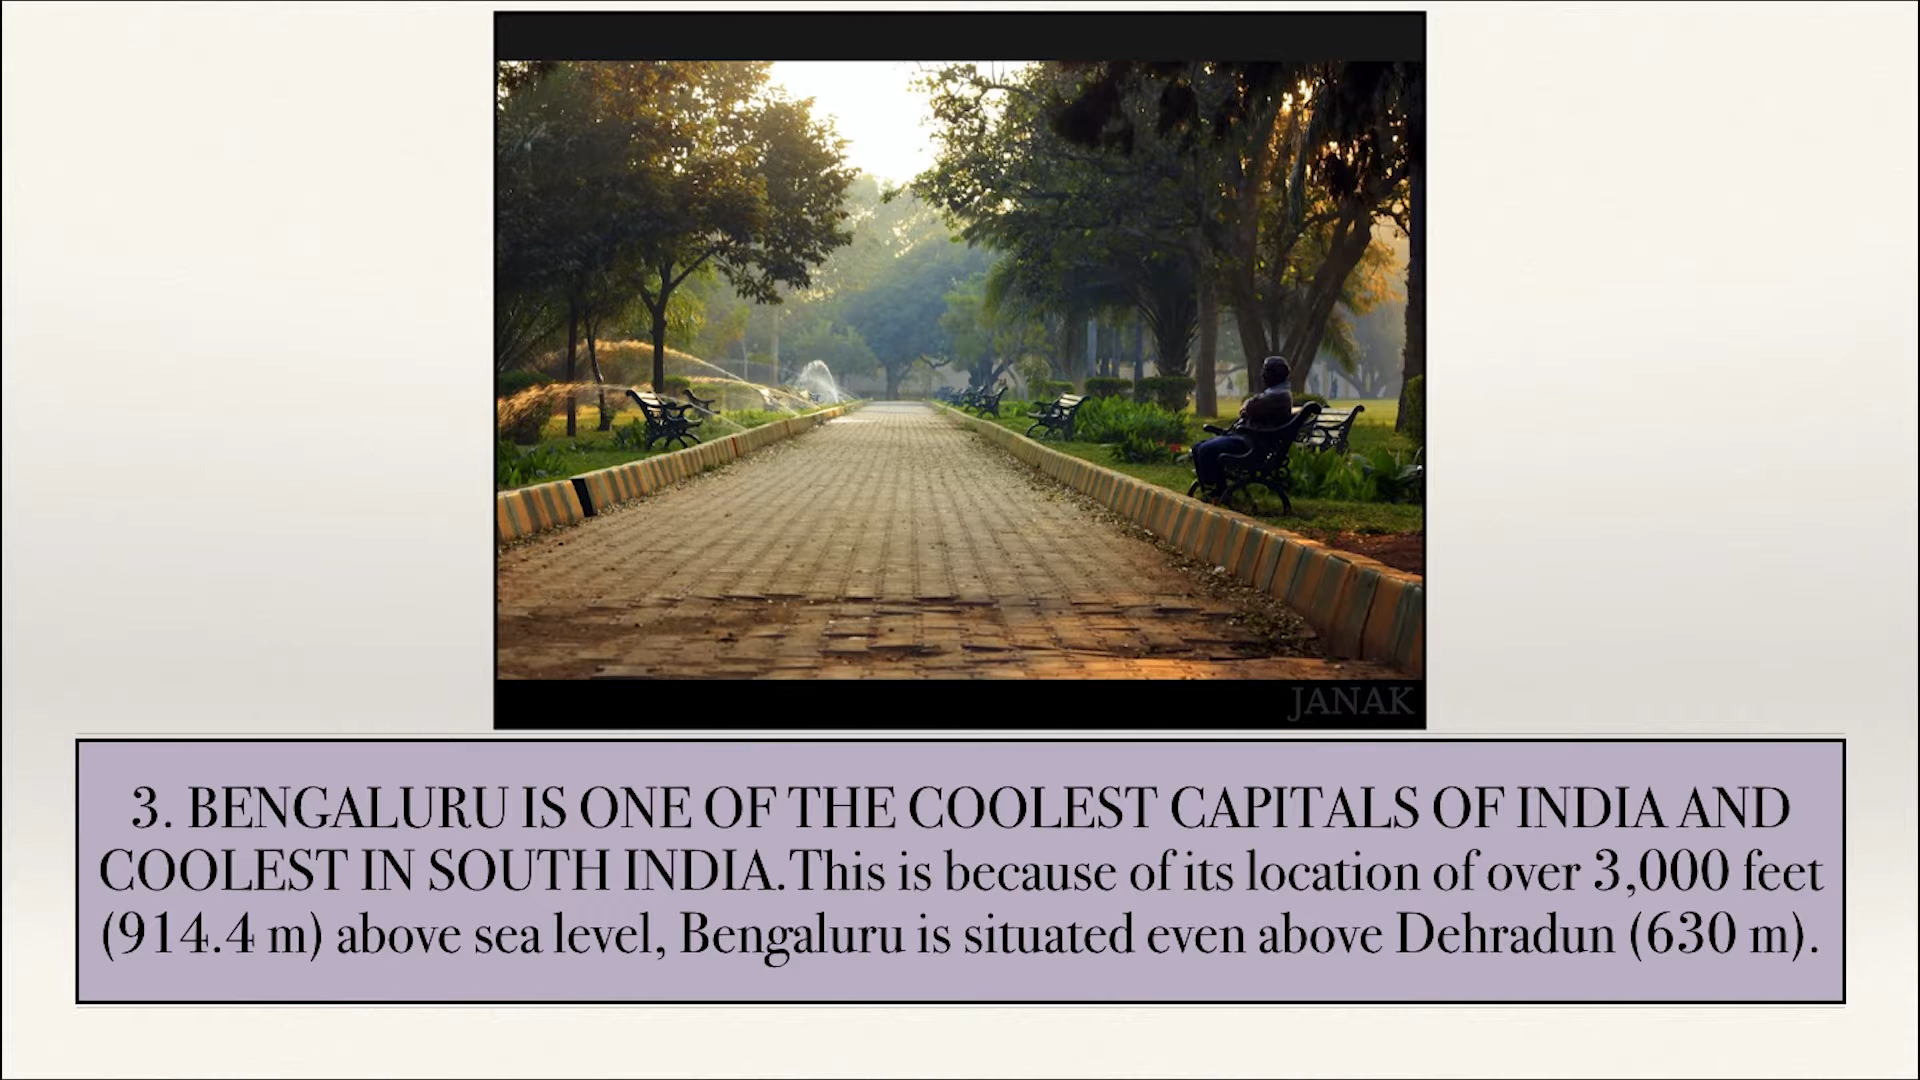 JANAK
3. BENGALURU IS ONE OF THE COOLEST CAPITALS OF INDIA AND
COOLEST IN SOUTH INDIA.This is because of its location of over 3,000 feet
(914.4 m) above sea level, Bengaluru is situated even above Dehradun (630 m).